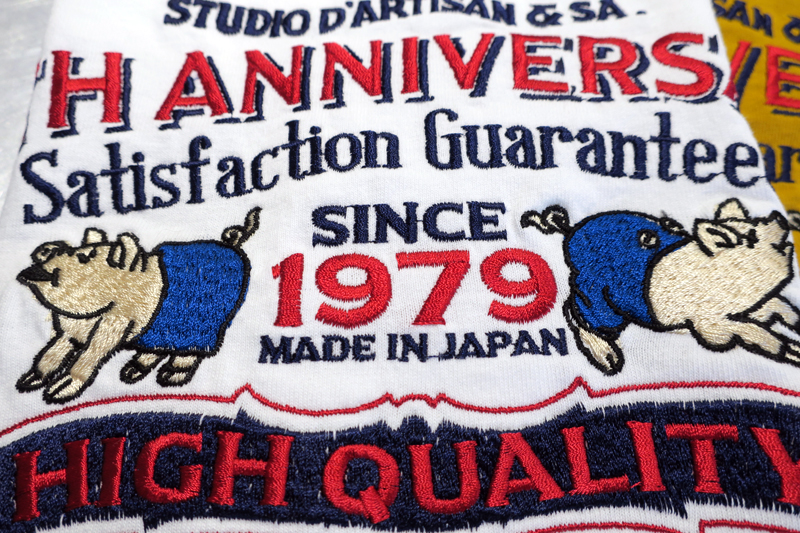 STUDIO D'ARTISAN & SA
H ANNIVERS
Satisfaction Guarantee
SINCE
1979
MADE IN JAPAN
HIGH QUALITY